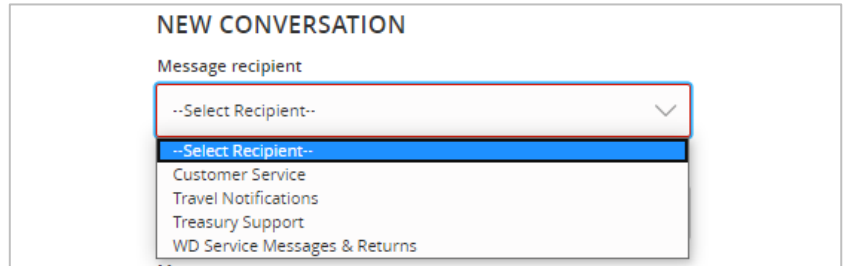 NEW CONVERSATION
Message recipient
--Select Recipient--
--Select Recipient--
Customer Service
Travel Notifications
Treasury Support
WD Service Messages & Returns